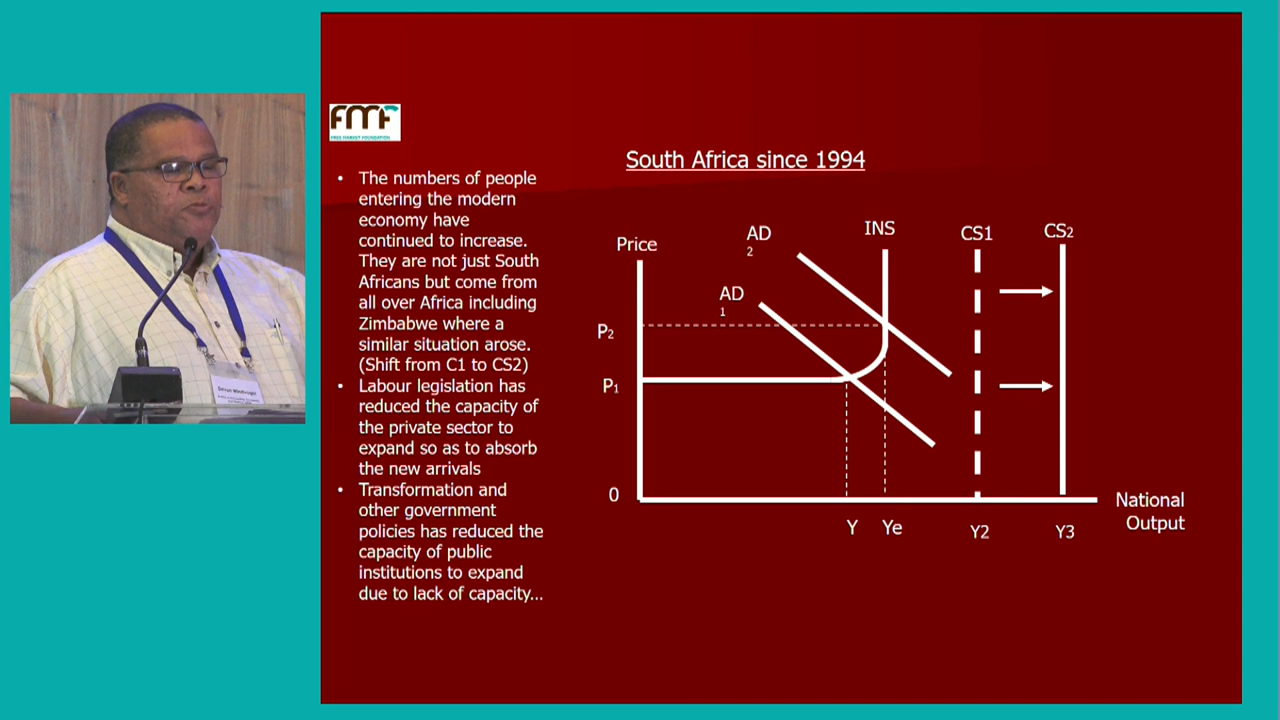 FMF
FREE MARKET FOUNDATION
South Africa since 1994
• The numbers of people
entering the modern
economy have
continued to increase.
They are not just South
Africans but come from
all over Africa including
Zimbabwe where a
similar situation arose.
(Shift from C1 to CS2)
• Labour legislation has
reduced the capacity of
the private sector to
expand so as to absorb
the new arrivals
• Transformation and
other government
policies has reduced the
capacity of public
institutions to expand
due to lack of capacity...
Price
AD
2
INS
CS1
CS2
AD
1
P2
P1
0
National
Output
Y
Ye
Y2
Y3